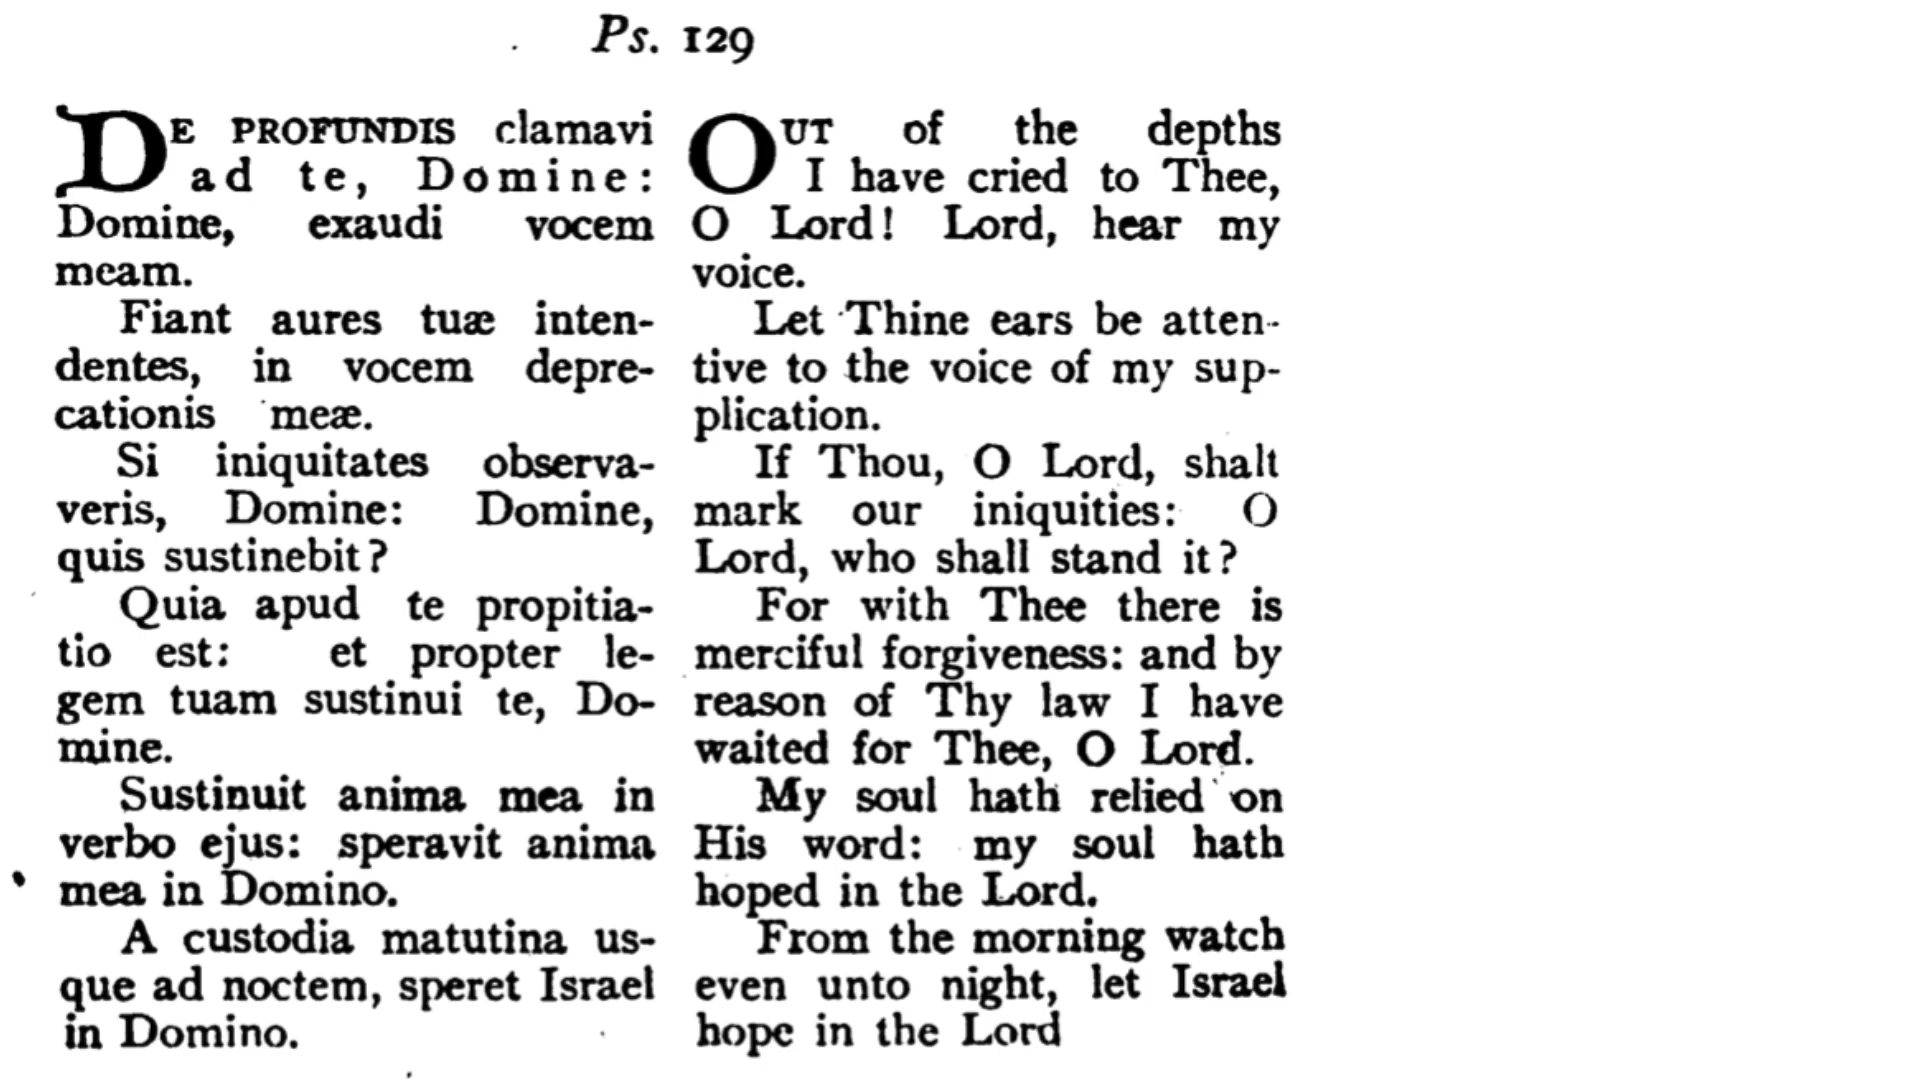 Ps. 129
DE PROFUNDIS clamavi
ad te, Domine:
Domine, exaudi vocem
meam.
Fiant aures tuæ inten-
dentes, in vocem depre-
cationis meæ.
Si iniquitates observa-
veris, Domine: Domine,
quis sustinebit?
Quia apud te propitia-
tio est: et propter le-
gem tuam sustinui te, Do-
mine.
Sustinuit anima mea in
verbo ejus: speravit anima
mea in Domino.
A custodia matutina us-
que ad noctem, speret Israel
in Domino.
OUT of the depths
I have cried to Thee,
O Lord! Lord, hear my
voice.
Let Thine ears be atten-
tive to the voice of my sup-
plication.
If Thou, O Lord, shalt
mark our iniquities: O
Lord, who shall stand it?
For with Thee there is
merciful forgiveness: and by
reason of Thy law I have
waited for Thee, O Lord.
My soul hath relied on
His word: my soul hath
hoped in the Lord.
From the morning watch
even unto night, let Israel
hope in the Lord